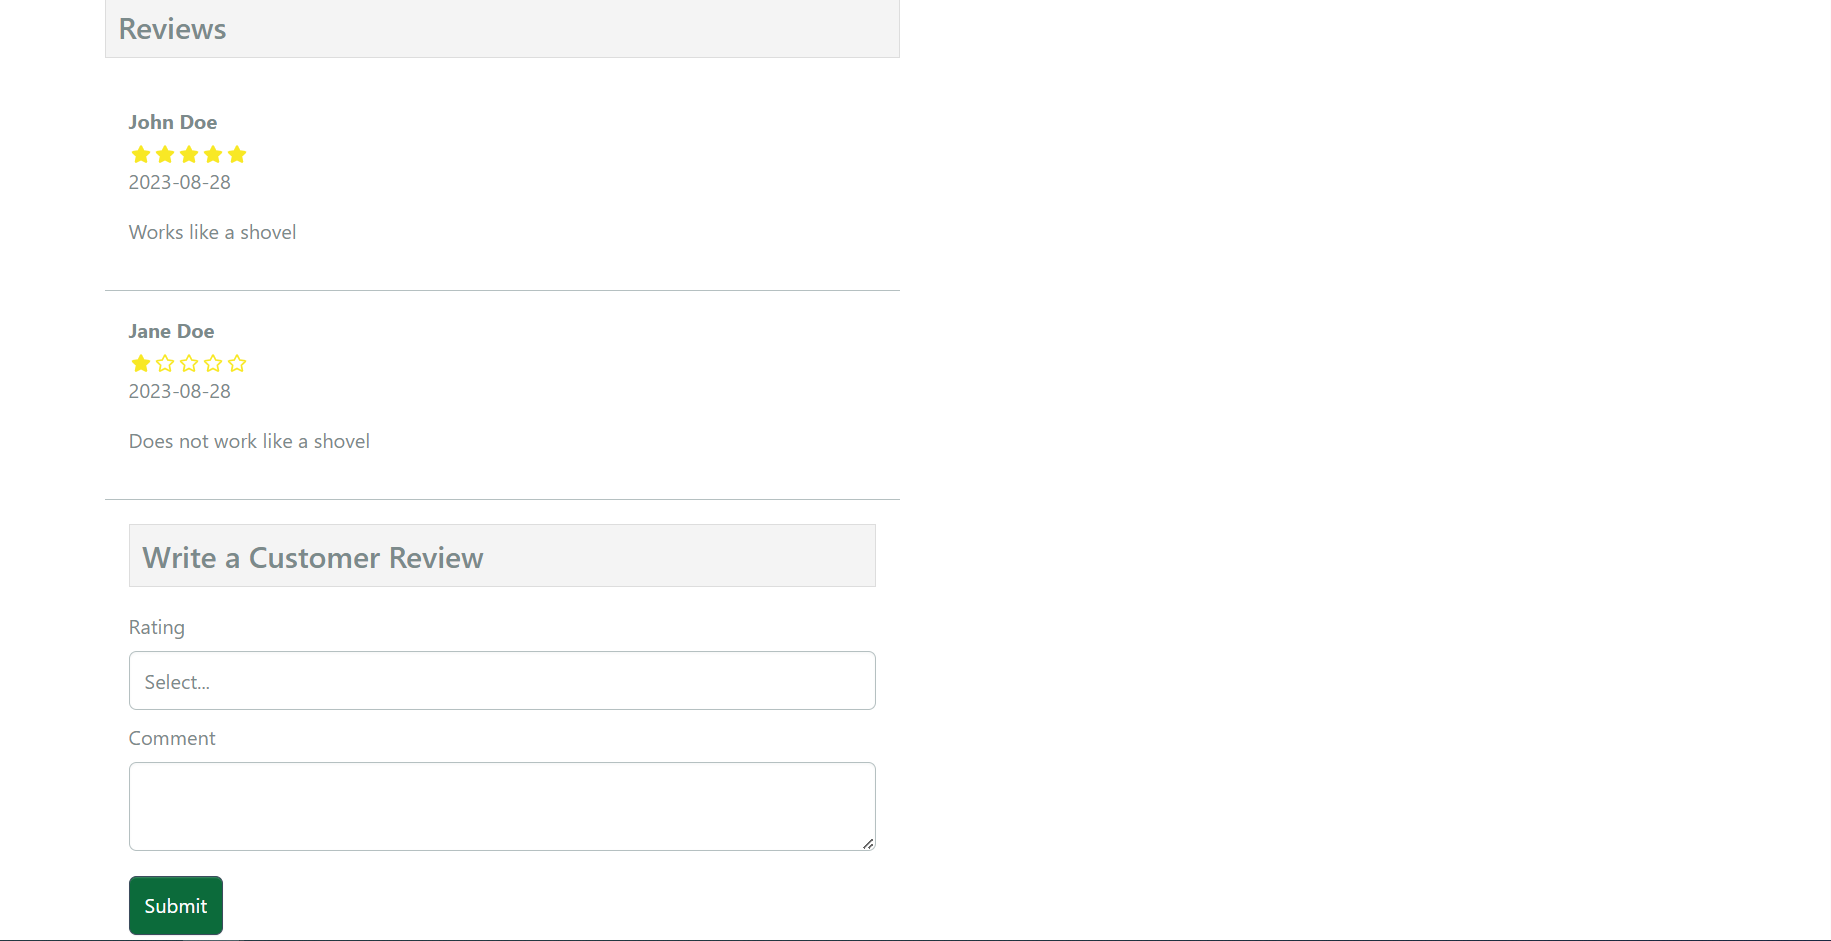 Reviews
John Doe
2023-08-28
Works like a shovel
Jane Doe
2023-08-28
Does not work like a shovel
Write a Customer Review
Rating
Select...
Comment
Submit